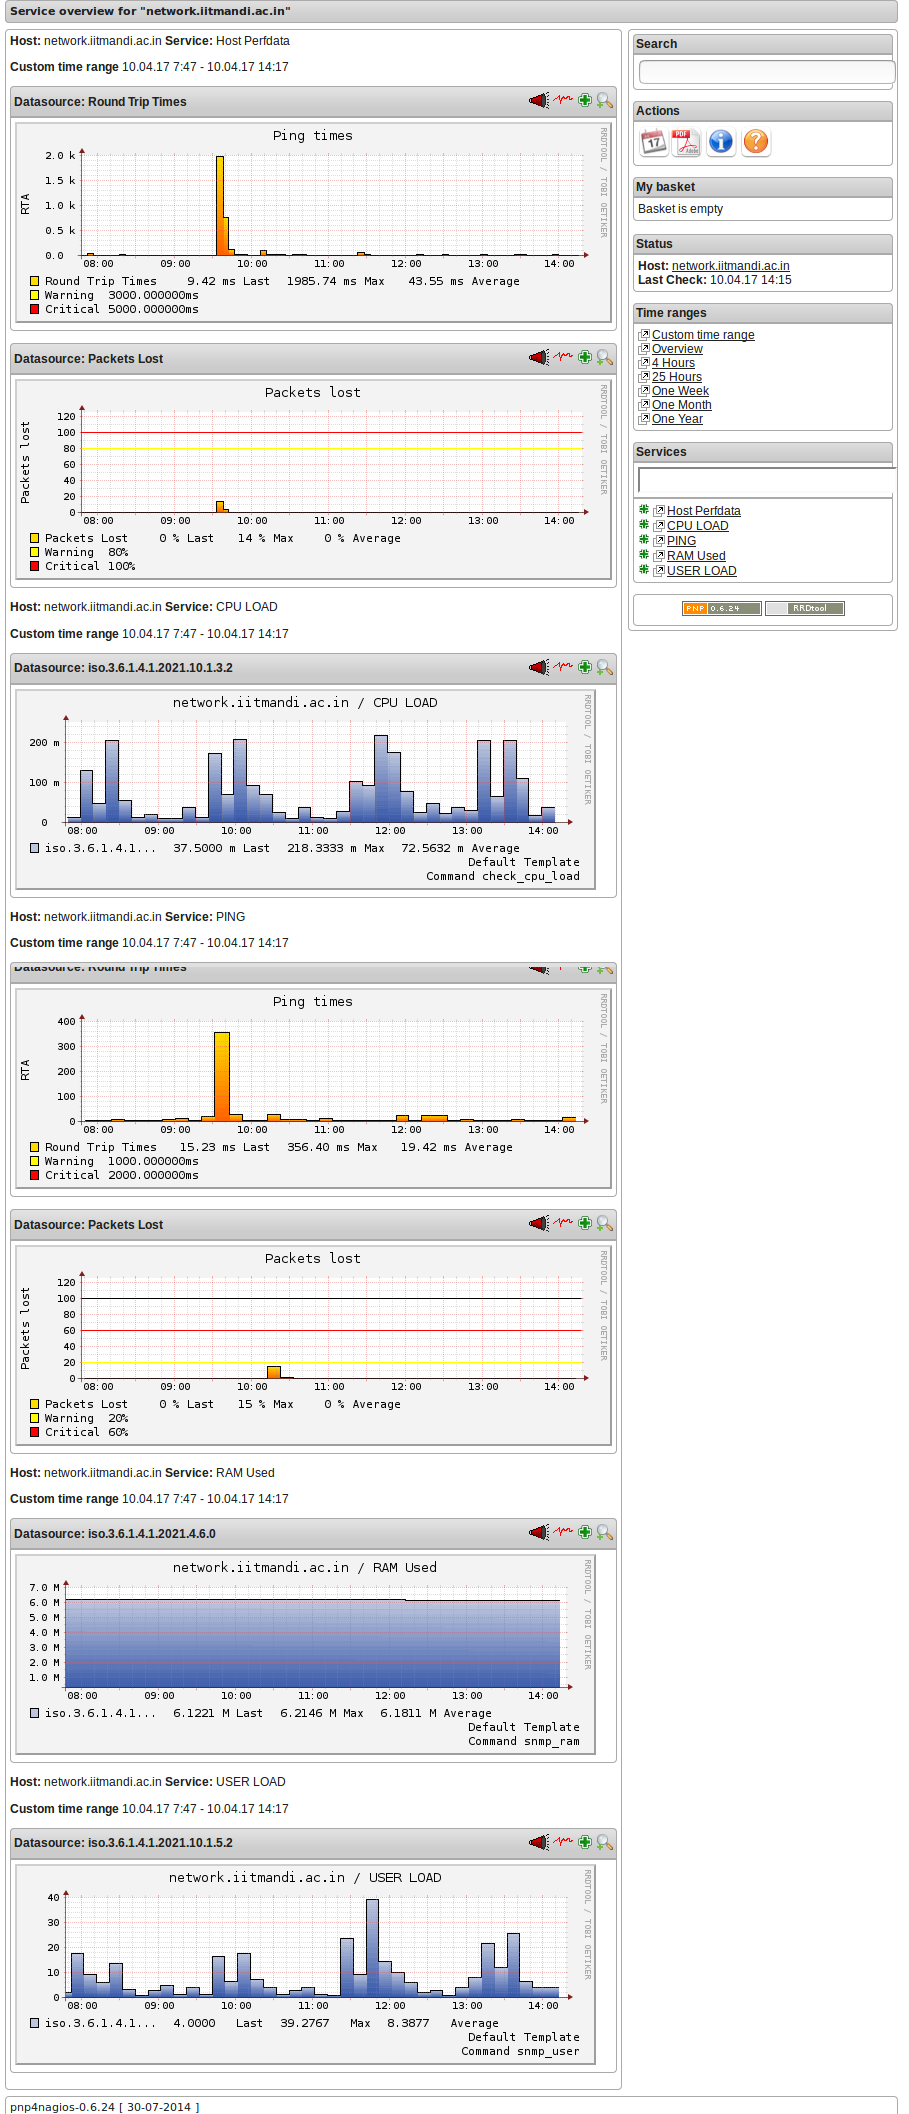 Service overview for "network.iitmandi.ac.in"
Host: network.iitmandi.ac.in Service: Host Perfdata
Custom time range 10.04.17 7:47 - 10.04.17 14:17
Datasource: Round Trip Times
Ping times
RRDTOOL / TOBI OETIKER
RTA
2.0 k
1.5 k
1.0 k
0.5 k
0.0
08:00 09:00 10:00 11:00 12:00 13:00 14:00
Round Trip Times 9.42 ms Last 1985.74 ms Max 43.55 ms Average
Warning 3000.000000ms
Critical 5000.000000ms
Datasource: Packets Lost
Packets lost
RRDTOOL / TOBI OETIKER
Packets lost
120
100
80
60
40
20
0
08:00 09:00 10:00 11:00 12:00 13:00 14:00
Packets Lost 0 % Last 14 % Max 0 % Average
Warning 80%
Critical 100%
Host: network.iitmandi.ac.in Service: CPU LOAD
Custom time range 10.04.17 7:47 - 10.04.17 14:17
Datasource: iso.3.6.1.4.1.2021.10.1.3.2
network.iitmandi.ac.in / CPU LOAD
RRDTOOL / TOBI OETIKER
200 m
100 m
0
08:00 09:00 10:00 11:00 12:00 13:00 14:00
iso.3.6.1.4.1... 37.5000 m Last 218.3333 m Max 72.5632 m Average
Default Template
Command check_cpu_load
Host: network.iitmandi.ac.in Service: PING
Custom time range 10.04.17 7:47 - 10.04.17 14:17
Datasource: Round Trip Times
Ping times
RRDTOOL / TOBI OETIKER
RTA
400
300
200
100
0
08:00 09:00 10:00 11:00 12:00 13:00 14:00
Round Trip Times 15.23 ms Last 356.40 ms Max 19.42 ms Average
Warning 1000.000000ms
Critical 2000.000000ms
Datasource: Packets Lost
Packets lost
RRDTOOL / TOBI OETIKER
Packets lost
120
100
80
60
40
20
0
08:00 09:00 10:00 11:00 12:00 13:00 14:00
Packets Lost 0 % Last 15 % Max 0 % Average
Warning 20%
Critical 60%
Host: network.iitmandi.ac.in Service: RAM Used
Custom time range 10.04.17 7:47 - 10.04.17 14:17
Datasource: iso.3.6.1.4.1.2021.4.6.0
network.iitmandi.ac.in / RAM Used
RRDTOOL / TOBI OETIKER
7.0 M
6.0 M
5.0 M
4.0 M
3.0 M
2.0 M
1.0 M
08:00 09:00 10:00 11:00 12:00 13:00 14:00
iso.3.6.1.4.1... 6.1221 M Last 6.2146 M Max 6.1811 M Average
Default Template
Command snmp_ram
Host: network.iitmandi.ac.in Service: USER LOAD
Custom time range 10.04.17 7:47 - 10.04.17 14:17
Datasource: iso.3.6.1.4.1.2021.10.1.5.2
network.iitmandi.ac.in / USER LOAD
RRDTOOL / TOBI OETIKER
40
30
20
10
0
08:00 09:00 10:00 11:00 12:00 13:00 14:00
iso.3.6.1.4.1... 4.0000 Last 39.2767 Max 8.3877 Average
Default Template
Command snmp_user
Search
Actions
17
PDF
Adobe
My basket
Basket is empty
Status
Host: network.iitmandi.ac.in
Last Check: 10.04.17 14:15
Time ranges
Custom time range
Overview
4 Hours
25 Hours
One Week
One Month
One Year
Services
Host Perfdata
CPU LOAD
PING
RAM Used
USER LOAD
PNP 0.6.24 RRDtool
pnp4nagios-0.6.24 [ 30-07-2014 ]